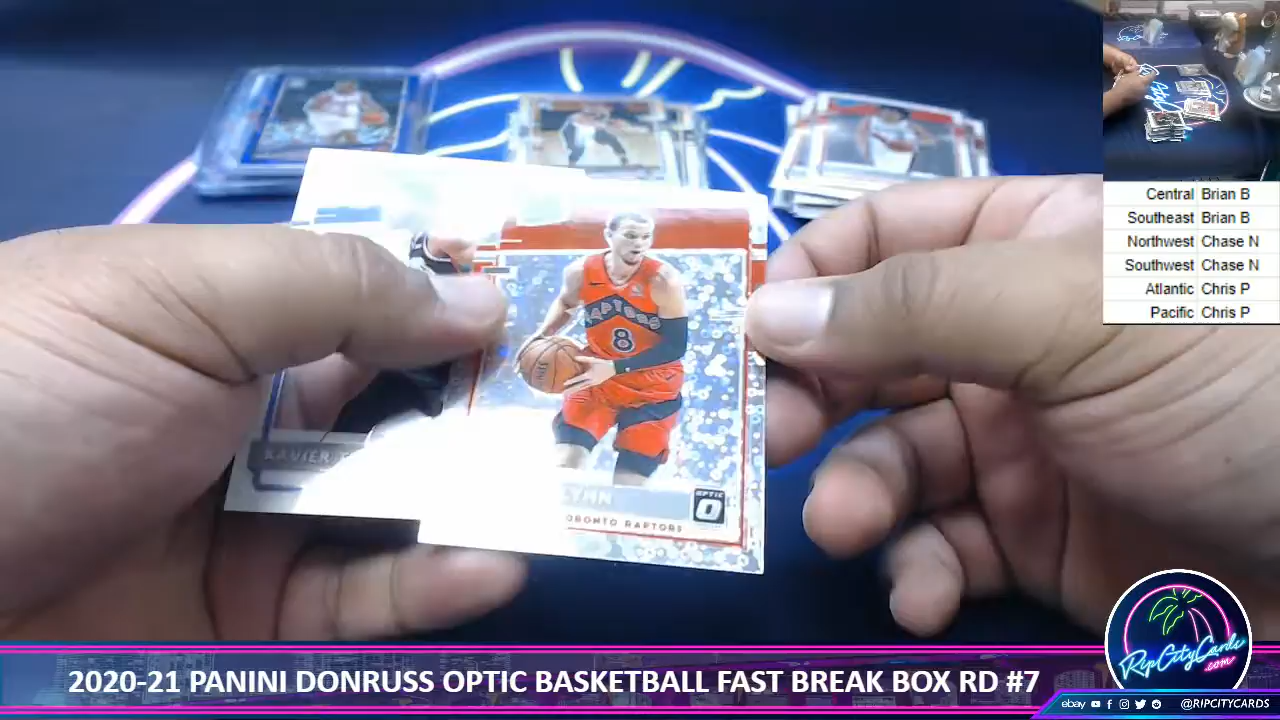 Central Brian B
Southeast Brian B
Northwest Chase N
Southwest Chase N
Atlantic Chris P
Pacific Chris P
RAPTORS
8
XAVIER
OPTIC
O
TORONTO RAPTORS
RipCityCards
.com
2020-21 PANINI DONRUSS OPTIC BASKETBALL FAST BREAK BOX RD #7
ebay @RIPCITYCARDS